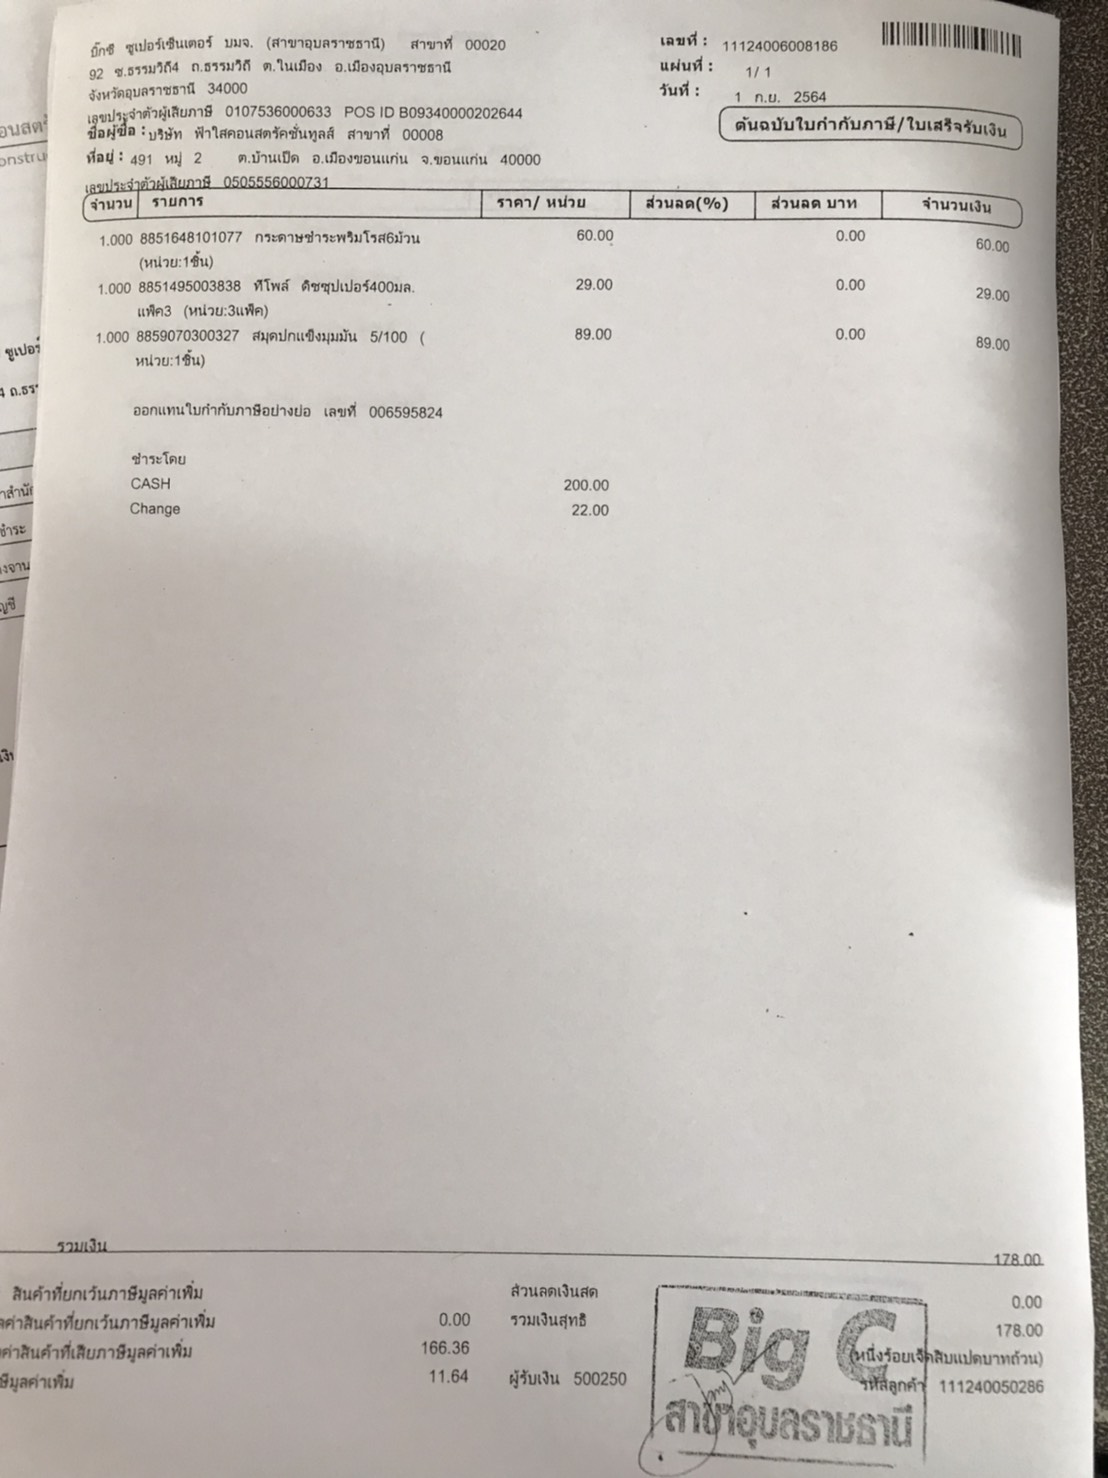 บิ๊กซี ซูเปอร์เซ็นเตอร์ บมจ. (สาขาอุบลราชธานี) สาขาที่ 00020
92 ซ.ธรรมวิถี4 ถ.ธรรมวิถี ต.ในเมือง อ.เมืองอุบลราชธานี
จังหวัดอุบลราชธานี 34000
เลขประจำตัวผู้เสียภาษี 0107536000633 POS ID B09340000202644
ชื่อผู้ซื้อ : บริษัท ฟ้าใสคอนสตรัคชั่นทูลส์ สาขาที่ 00008
ที่อยู่ : 491 หมู่ 2 ต.บ้านเป็ด อ.เมืองขอนแก่น จ.ขอนแก่น 40000
เลขประจำตัวผู้เสียภาษี 0505556000731
เลขที่ : 11124006008186
แผ่นที่ : 1/ 1
วันที่ : 1 ก.ย. 2564
ต้นฉบับใบกำกับภาษี/ใบเสร็จรับเงิน
จำนวน รายการ ราคา/ หน่วย ส่วนลด(%) ส่วนลด บาท จำนวนเงิน
1.000 8851648101077 กระดาษชำระพริมโรส6ม้วน 60.00 0.00 60.00
(หน่วย:1ชิ้น)
1.000 8851495003838 ทีโพล์ ดิชซุปเปอร์400มล. 29.00 0.00 29.00
แพ็ค3 (หน่วย:3แพ็ค)
1.000 8859070300327 สมุดปกแข็งมุมมัน 5/100 ( 89.00 0.00 89.00
หน่วย:1ชิ้น)
ออกแทนใบกำกับภาษีอย่างย่อ เลขที่ 006595824
ชำระโดย
CASH 200.00
Change 22.00
รวมเงิน 178.00
สินค้าที่ยกเว้นภาษีมูลค่าเพิ่ม ส่วนลดเงินสด 0.00
ค่าสินค้าที่ยกเว้นภาษีมูลค่าเพิ่ม 0.00 รวมเงินสุทธิ 178.00
ค่าสินค้าที่เสียภาษีมูลค่าเพิ่ม 166.36 (หนึ่งร้อยเจ็ดสิบแปดบาทถ้วน)
ษีมูลค่าเพิ่ม 11.64 ผู้รับเงิน 500250 รหัสลูกค้า 111240050286
Big C
สาขาอุบลราชธานี